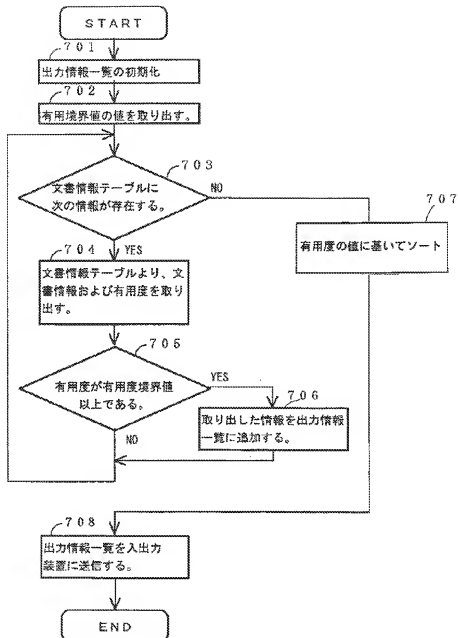 START
701
出力情報一覧の初期化
702
有用境界値の値を取り出す。
703
文書情報テーブルに
次の情報が存在する。
NO
707
有用度の値に基いてソート
704
YES
文書情報テーブルより、文
書情報および有用度を取り
出す。
705
有用度が有用度境界値
以上である。
YES
706
取り出した情報を出力情報
一覧に追加する。
NO
708
出力情報一覧を入出力
装置に送信する。
END